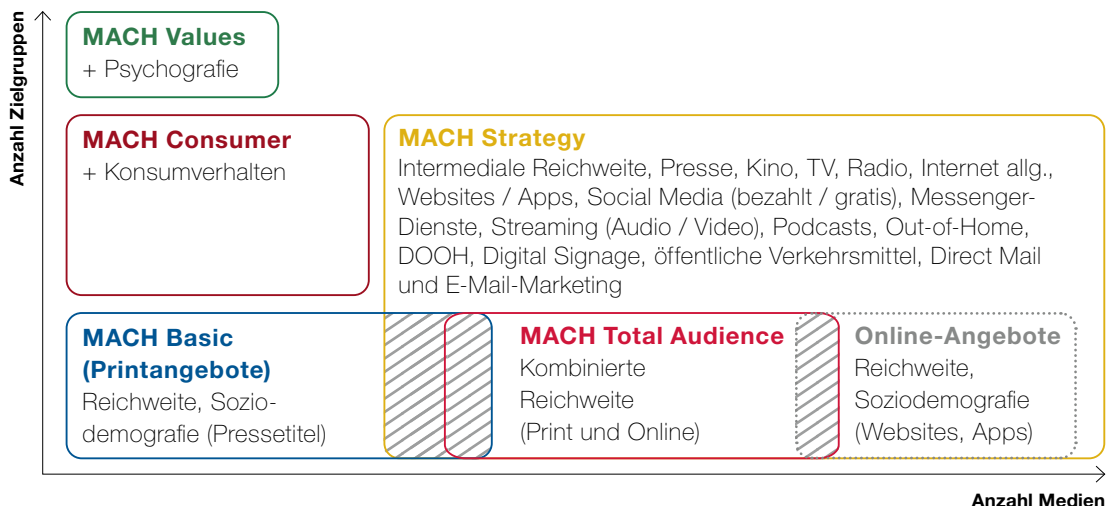 Anzahl Zielgruppen
MACH Values
+ Psychografie
MACH Consumer
+ Konsumverhalten
MACH Strategy
Intermediale Reichweite, Presse, Kino, TV, Radio, Internet allg.,
Websites / Apps, Social Media (bezahlt / gratis), Messenger-
Dienste, Streaming (Audio / Video), Podcasts, Out-of-Home,
DOOH, Digital Signage, öffentliche Verkehrsmittel, Direct Mail
und E-Mail-Marketing
MACH Basic
(Printangebote)
Reichweite, Sozio-
demografie (Pressetitel)
MACH Total Audience
Kombinierte
Reichweite
(Print und Online)
Online-Angebote
Reichweite,
Soziodemografie
(Websites, Apps)
Anzahl Medien